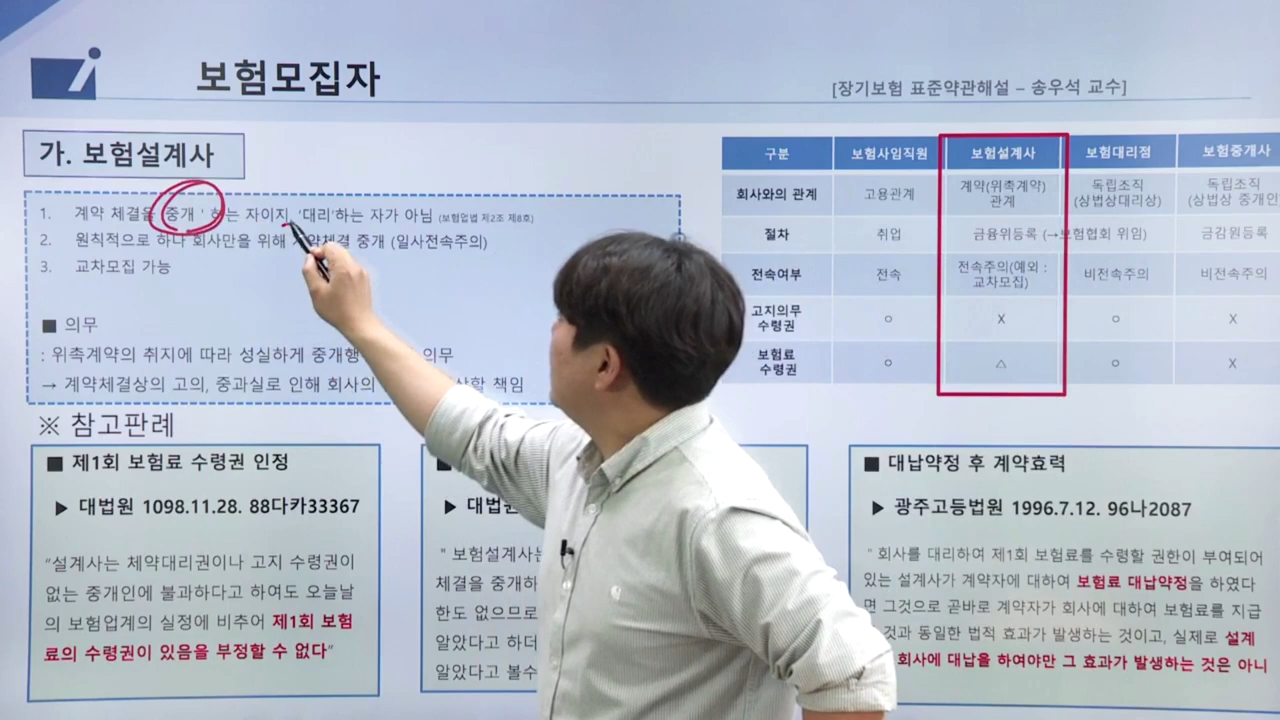 보험모집자
[장기보험 표준약관해설 – 송우석 교수]
가. 보험설계사
1. 계약 체결을 '중개 ' 하는 자이지, '대리'하는 자가 아님 (보험업법 제2조 제8호)
2. 원칙적으로 하나 회사만을 위해 계약체결 중개 (일사전속주의)
3. 교차모집 가능
■ 의무
: 위촉계약의 취지에 따라 성실하게 중개행 의무
→ 계약체결상의 고의, 중과실로 인해 회사의 상할 책임
구분 보험사임직원 보험설계사 보험대리점 보험중개사
회사와의 관계 고용관계 계약(위촉계약) 관계 독립조직 (상법상대리상) 독립조직 (상법상 중개인
절차 취업 금융위등록 (→보험협회 위임) 금감원등록
전속여부 전속 전속주의(예외 : 교차모집) 비전속주의 비전속주의
고지의무 수령권 ○ X ○ X
보험료 수령권 ○ △ ○ X
※ 참고판례
■ 제1회 보험료 수령권 인정
▶ 대법원 1098.11.28. 88다카33367
"설계사는 체약대리권이나 고지 수령권이
없는 중개인에 불과하다고 하여도 오늘날
의 보험업계의 실정에 비추어 제1회 보험
료의 수령권이 있음을 부정할 수 없다"
■
▶ 대법원
" 보험설계사는
체결을 중개하
한도 없으므로
알았다고 하더
알았다고 볼수
■ 대납약정 후 계약효력
▶ 광주고등법원 1996.7.12. 96나2087
" 회사를 대리하여 제1회 보험료를 수령할 권한이 부여되어
있는 설계사가 계약자에 대하여 보험료 대납약정을 하였다
면 그것으로 곧바로 계약자가 회사에 대하여 보험료를 지급
것과 동일한 법적 효과가 발생하는 것이고, 실제로 설계
회사에 대납을 하여야만 그 효과가 발생하는 것은 아니